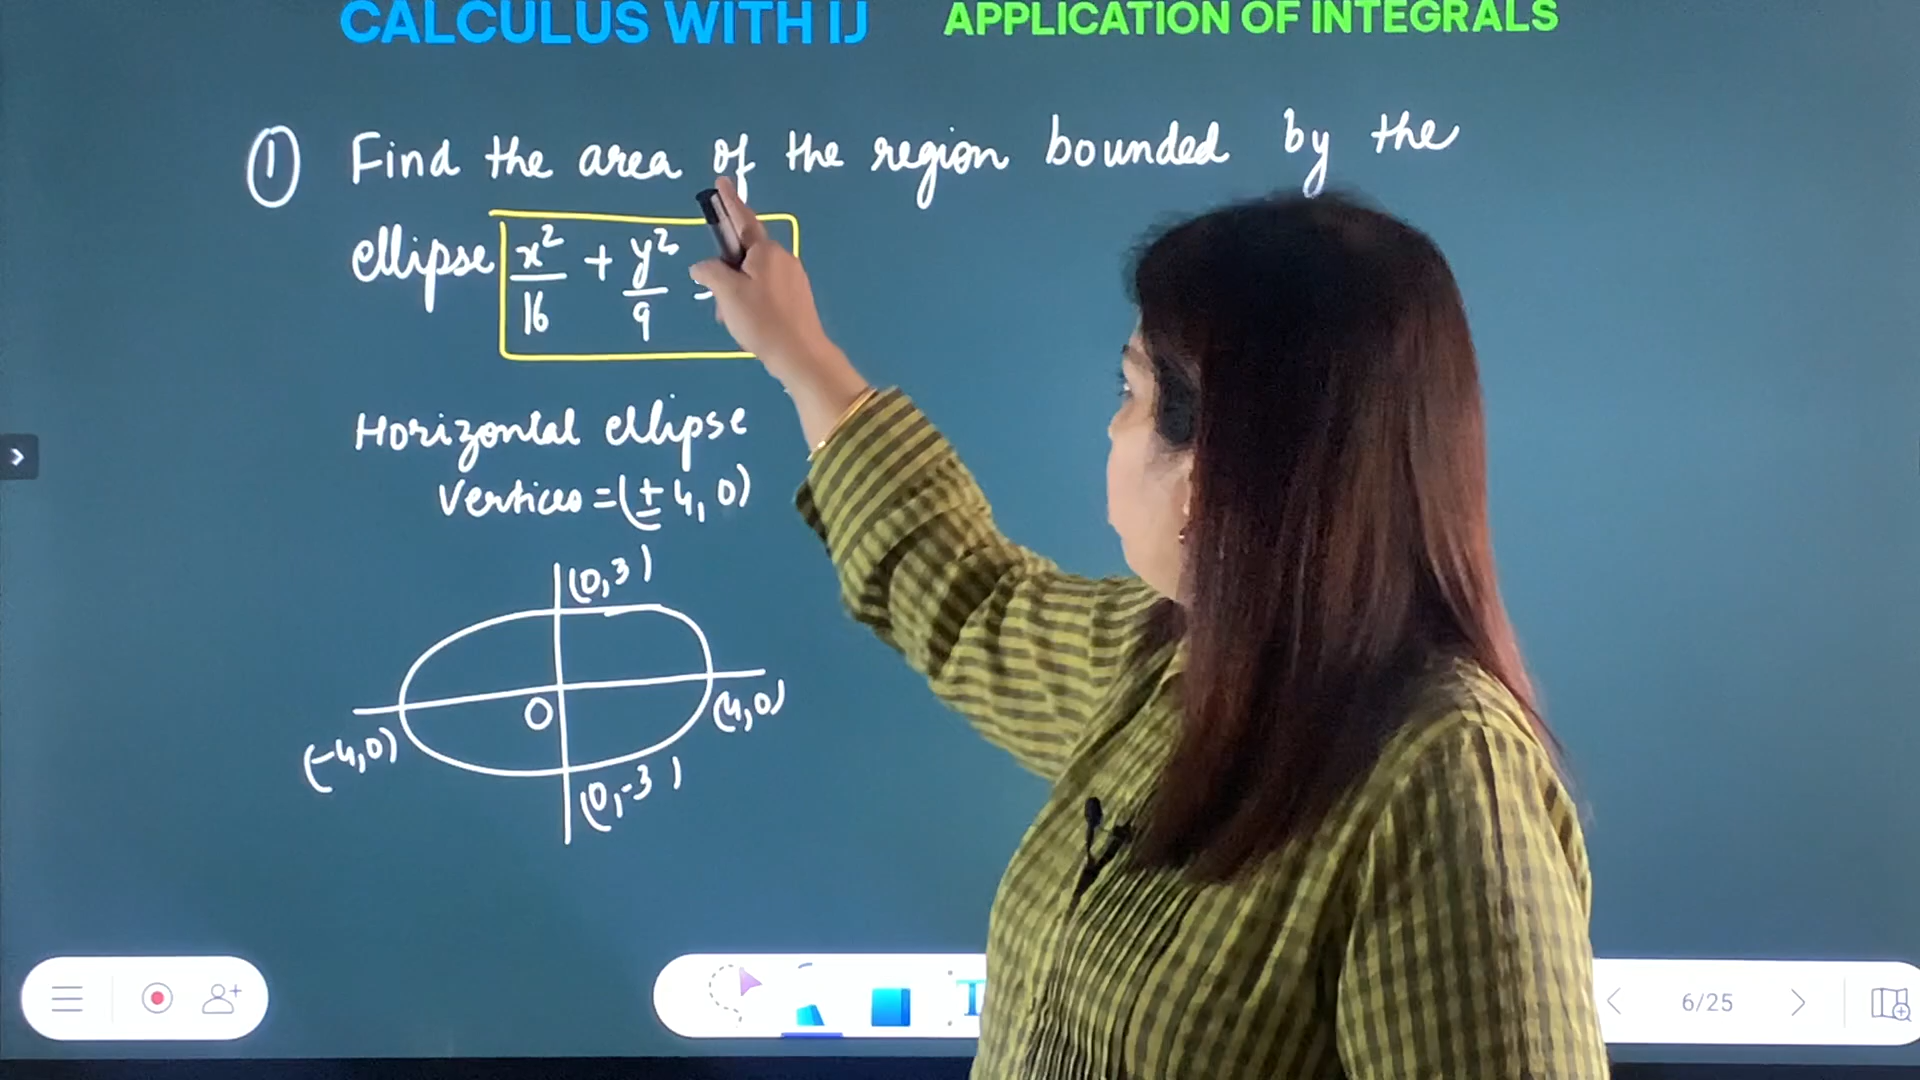 CALCULUS WITH IJ APPLICATION OF INTEGRALS
① Find the area of the region bounded by the
ellipse x²/16 + y²/9 =
Horizontal ellipse
Vertices = (± 4, 0)
(0,3)
O
(4,0)
(-4,0)
(0,-3)
T
6/25